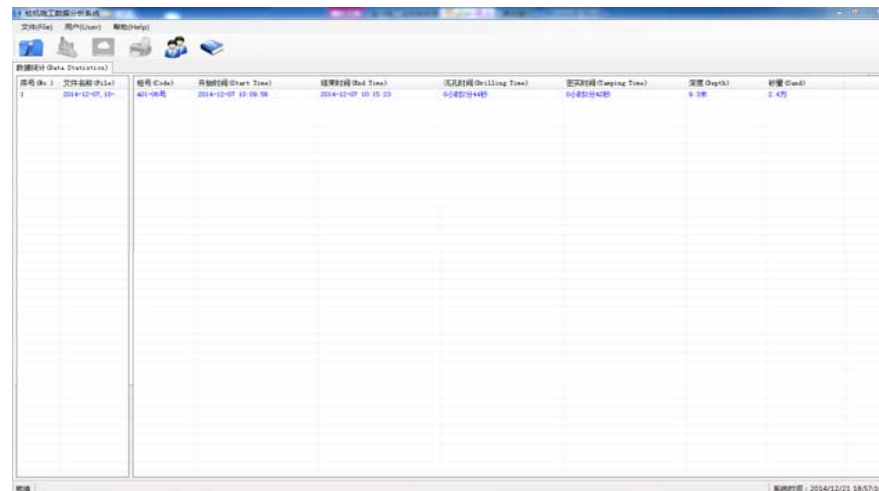 桩机施工数据分析系统
文件(File) 用户(User) 帮助(Help)
数据统计(Data Statistics)
序号(No.) 文件名称(File) 桩号(Code) 开始时间(Start Time) 结束时间(End Time) 沉孔时间(Drilling Time) 密实时间(Tamping Time) 深度(Depth) 砂量(Sand)
1 2014-12-07,10-... A01-06号 2014-12-07 10:09:58 2014-12-07 10:15:23 0小时2分44秒 0小时2分42秒 9.3米 2.4方
就绪 系统时间：2014/12/21 16:57:1